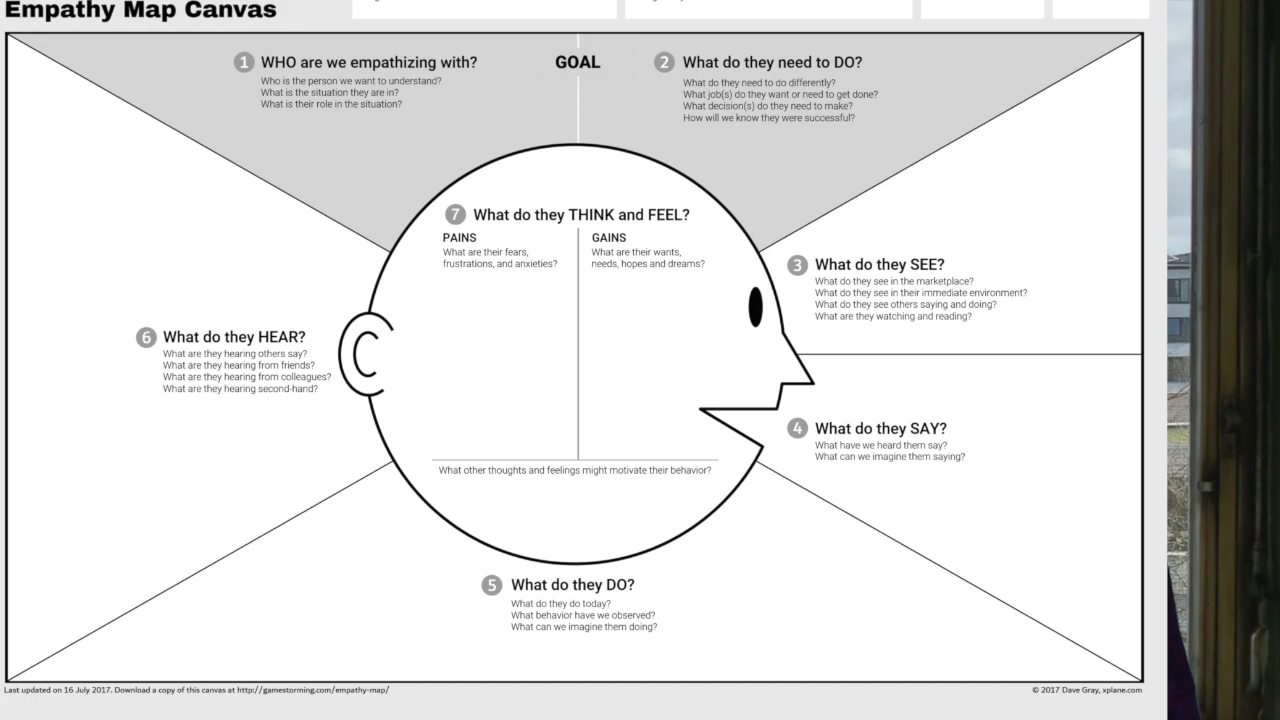 Empathy Map Canvas
1 WHO are we empathizing with?
Who is the person we want to understand?
What is the situation they are in?
What is their role in the situation?
GOAL
2 What do they need to DO?
What do they need to do differently?
What job(s) do they want or need to get done?
What decision(s) do they need to make?
How will we know they were successful?
7 What do they THINK and FEEL?
PAINS
What are their fears,
frustrations, and anxieties?
GAINS
What are their wants,
needs, hopes and dreams?
What other thoughts and feelings might motivate their behavior?
3 What do they SEE?
What do they see in the marketplace?
What do they see in their immediate environment?
What do they see others saying and doing?
What are they watching and reading?
4 What do they SAY?
What have we heard them say?
What can we imagine them saying?
5 What do they DO?
What do they do today?
What behavior have we observed?
What can we imagine them doing?
6 What do they HEAR?
What are they hearing others say?
What are they hearing from friends?
What are they hearing from colleagues?
What are they hearing second-hand?
Last updated on 16 July 2017. Download a copy of this canvas at http://gamestorming.com/empathy-map/
© 2017 Dave Gray, xplane.com